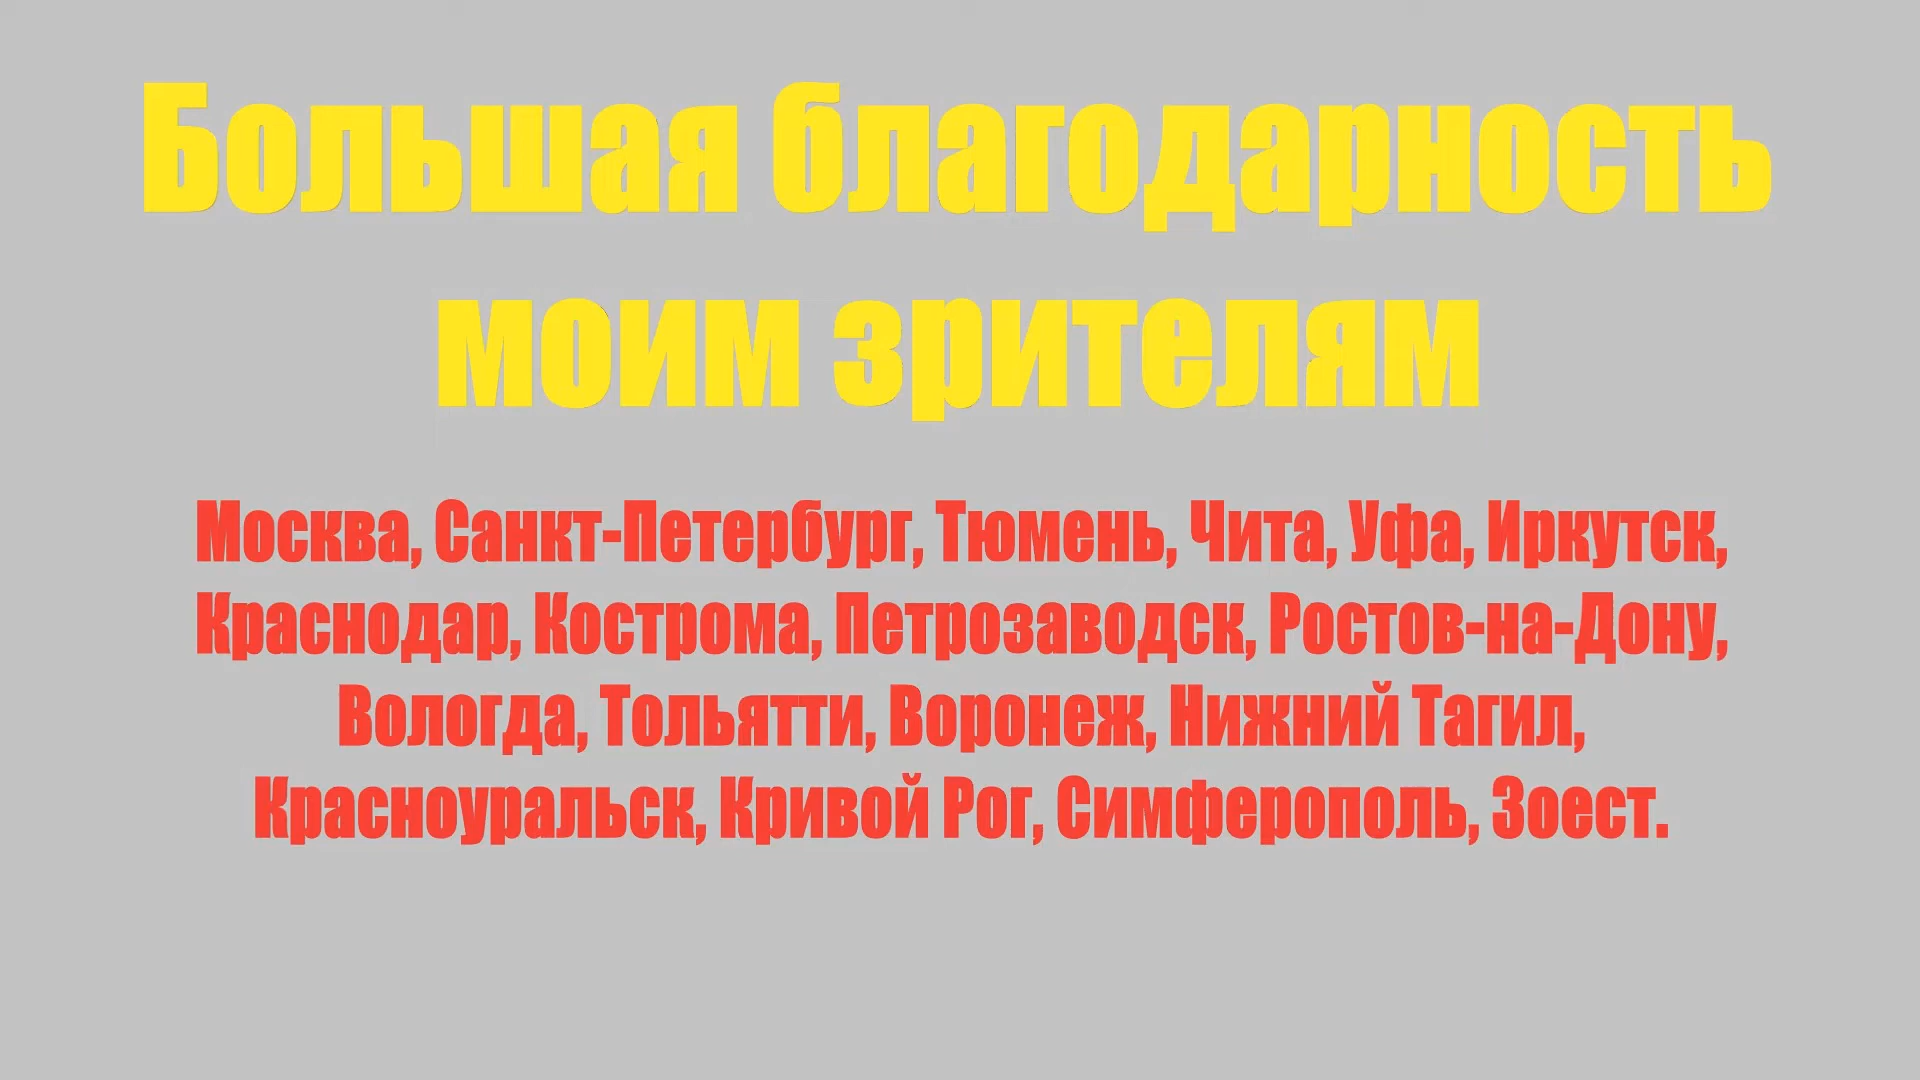 Большая благодарность
моим зрителям
Москва, Санкт-Петербург, Тюмень, Чита, Уфа, Иркутск,
Краснодар, Кострома, Петрозаводск, Ростов-на-Дону,
Вологда, Тольятти, Воронеж, Нижний Тагил,
Красноуральск, Кривой Рог, Симферополь, Зоест.